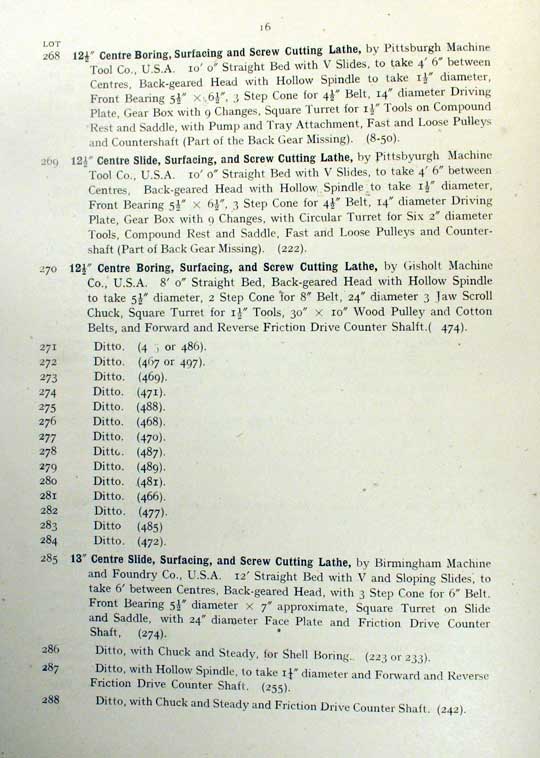 16
LOT
268 12½″ Centre Boring, Surfacing and Screw Cutting Lathe, by Pittsburgh Machine
Tool Co., U.S.A. 10′ 0″ Straight Bed with V Slides, to take 4′ 6″ between
Centres, Back-geared Head with Hollow Spindle to take 1½″ diameter,
Front Bearing 5½″ × 6½″, 3 Step Cone for 4½″ Belt, 14″ diameter Driving
Plate, Gear Box with 9 Changes, Square Turret for 1½″ Tools on Compound
Rest and Saddle, with Pump and Tray Attachment, Fast and Loose Pulleys
and Countershaft (Part of the Back Gear Missing). (8-50).
269 12½″ Centre Slide, Surfacing, and Screw Cutting Lathe, by Pittsbyurgh Machine
Tool Co., U.S.A. 10′ 0″ Straight Bed with V Slides, to take 4′ 6″ between
Centres, Back-geared Head with Hollow Spindle to take 1½″ diameter,
Front Bearing 5½″ × 6½″, 3 Step Cone for 4½″ Belt, 14″ diameter Driving
Plate, Gear Box with 9 Changes, with Circular Turret for Six 2″ diameter
Tools, Compound Rest and Saddle, Fast and Loose Pulleys and Counter-
shaft (Part of Back Gear Missing). (222).
270 12½″ Centre Boring, Surfacing, and Screw Cutting Lathe, by Gisholt Machine
Co., U.S.A. 8′ 0″ Straight Bed, Back-geared Head with Hollow Spindle
to take 5½″ diameter, 2 Step Cone for 8″ Belt, 24″ diameter 3 Jaw Scroll
Chuck, Square Turret for 1½″ Tools, 30″ × 10″ Wood Pulley and Cotton
Belts, and Forward and Reverse Friction Drive Counter Shalft.( 474).
271 Ditto. or 486).
272 Ditto. (467 or 497).
273 Ditto. (469).
274 Ditto. (471).
275 Ditto. (488).
276 Ditto. (468).
277 Ditto. (470).
278 Ditto. (487).
279 Ditto. (489).
280 Ditto. (481).
281 Ditto. (466).
282 Ditto. (477).
283 Ditto (485)
284 Ditto. (472).
285 13″ Centre Slide, Surfacing, and Screw Cutting Lathe, by Birmingham Machine
and Foundry Co., U.S.A. 12′ Straight Bed with V and Sloping Slides, to
take 6′ between Centres, Back-geared Head, with 3 Step Cone for 6″ Belt.
Front Bearing 5½″ diameter × 7″ approximate, Square Turret on Slide
and Saddle, with 24″ diameter Face Plate and Friction Drive Counter
Shaft, (274).
286 Ditto, with Chuck and Steady, for Shell Boring. (223 or 233).
287 Ditto, with Hollow Spindle, to take 1¼″ diameter and Forward and Reverse
Friction Drive Counter Shaft. (255).
288 Ditto, with Chuck and Steady and Friction Drive Counter Shaft. (242).